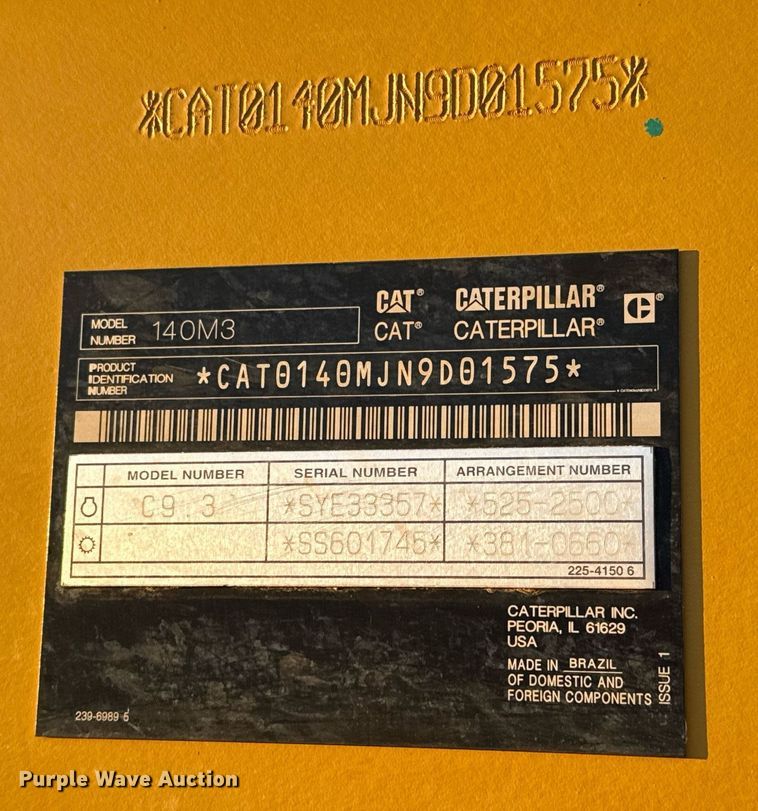 *CAT0140MJN9D01575*
CAT® CATERPILLAR®
MODEL NUMBER 140M3 CAT® CATERPILLAR®
PRODUCT IDENTIFICATION NUMBER *CAT0140MJN9D01575*
MODEL NUMBER SERIAL NUMBER ARRANGEMENT NUMBER
C9.3 *SYE33357* *525-2500*
*SS601745* *381-0660*
225-4150 6
CATERPILLAR INC.
PEORIA, IL 61629
USA
MADE IN BRAZIL
OF DOMESTIC AND
FOREIGN COMPONENTS
ISSUE 1
239-6989 5
Purple Wave Auction